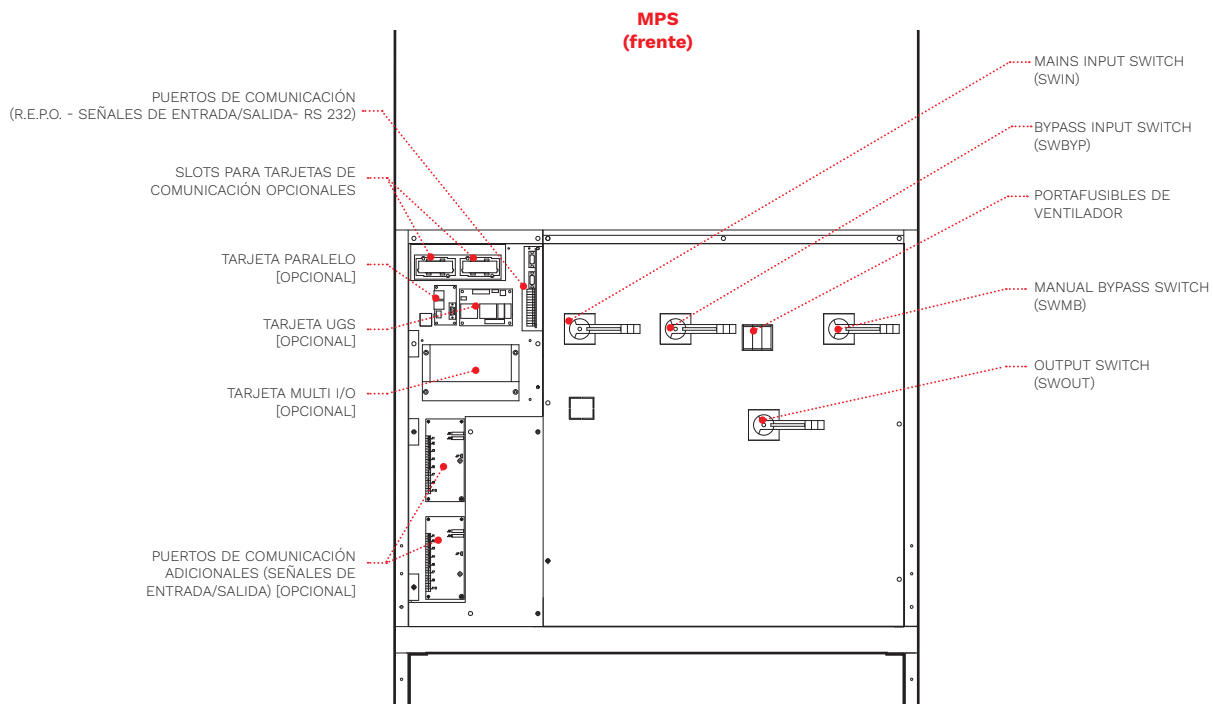 MPS
(frente)
PUERTOS DE COMUNICACIÓN
(R.E.P.O. - SEÑALES DE ENTRADA/SALIDA- RS 232)
SLOTS PARA TARJETAS DE
COMUNICACIÓN OPCIONALES
TARJETA PARALELO
[OPCIONAL]
TARJETA UGS
[OPCIONAL]
TARJETA MULTI I/O
[OPCIONAL]
PUERTOS DE COMUNICACIÓN
ADICIONALES (SEÑALES DE
ENTRADA/SALIDA) [OPCIONAL]
MAINS INPUT SWITCH
(SWIN)
BYPASS INPUT SWITCH
(SWBYP)
PORTAFUSIBLES DE
VENTILADOR
MANUAL BYPASS SWITCH
(SWMB)
OUTPUT SWITCH
(SWOUT)